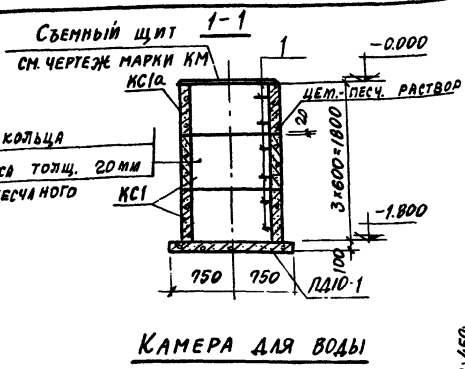 1-1
Съемный щит
см. чертеж марки КМ
1
-0.000
КС1а
цем.-песч. раствор
20
кольца
толщ. 20мм
песчаного
КС1
3×600=1800
-1.800
100
750 750
ПД10-1
Камера для воды